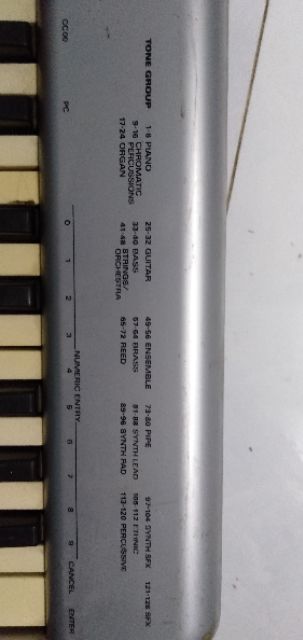 TONE GROUP 1-8 PIANO 25-32 GUITAR 49-56 ENSEMBLE 73-80 PIPE 97-104 SYNTH SFX 121-128 SFX
9-16 CHROMATIC PERCUSSIONS 33-40 BASS 57-64 BRASS 81-88 SYNTH LEAD 105-112 ETHNIC
17-24 ORGAN 41-48 STRINGS/ORCHESTRA 65-72 REED 89-96 SYNTH PAD 113-120 PERCUSSIVE
NUMERIC ENTRY
CC00 PC 0 1 2 3 4 5 6 7 8 9 CANCEL ENTER